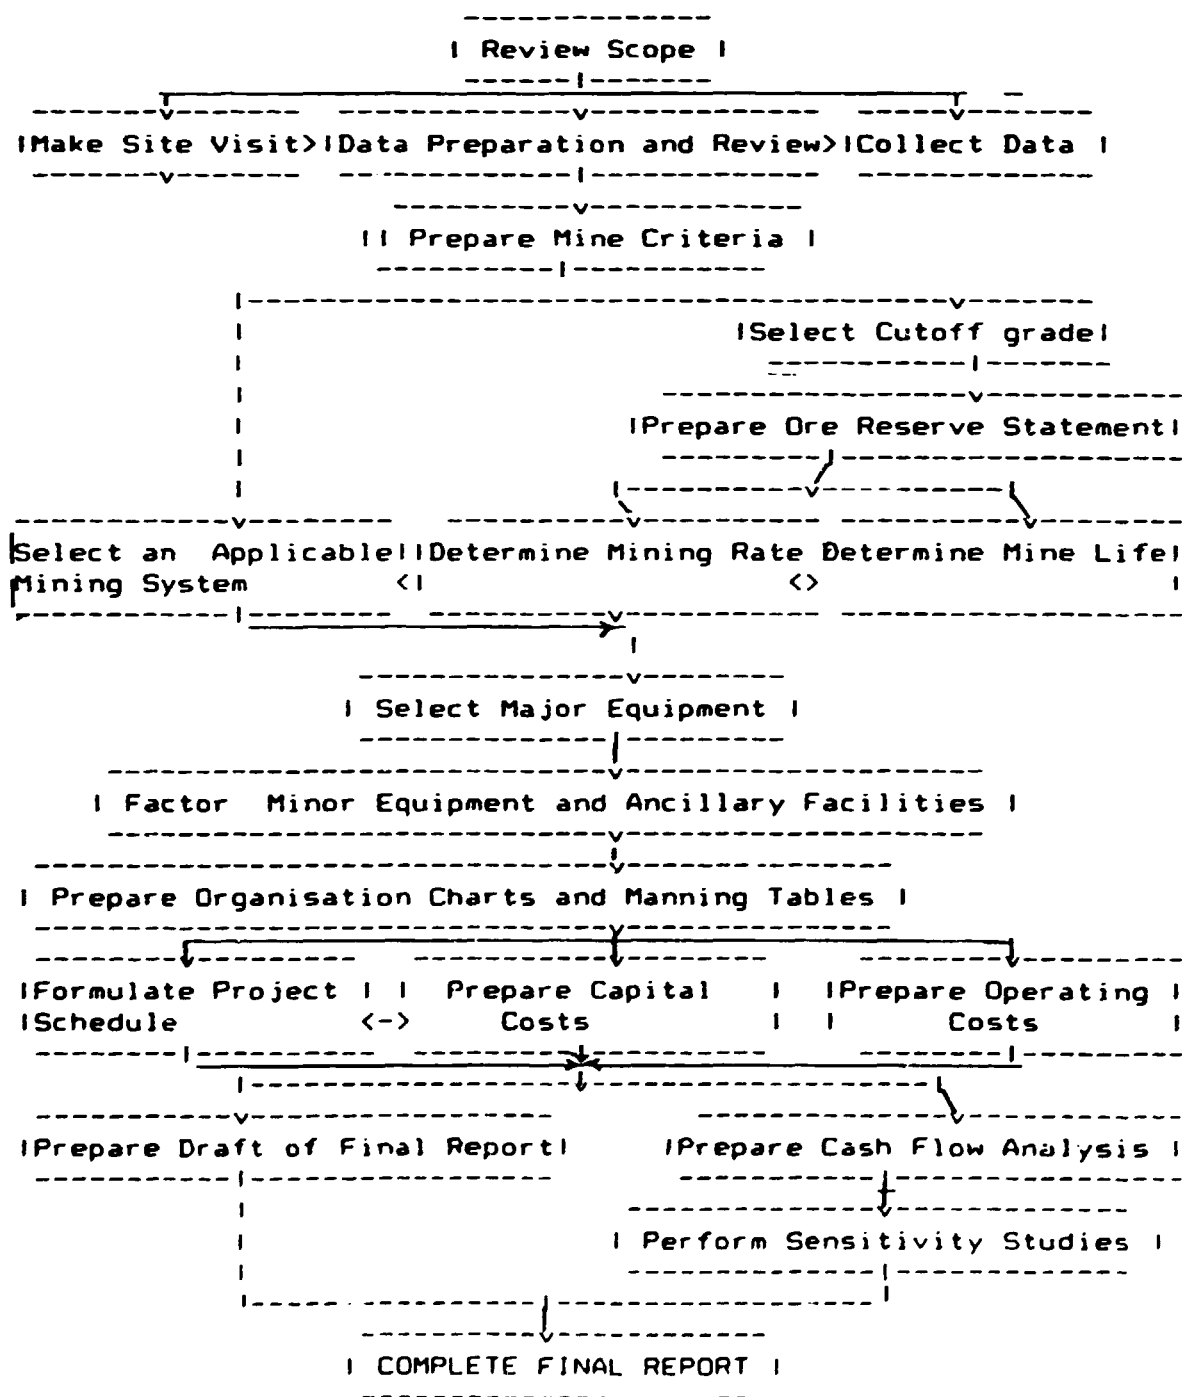 Review Scope
Make Site Visit> Data Preparation and Review> Collect Data
Prepare Mine Criteria
Select Cutoff grade
Prepare Ore Reserve Statement
Select an Applicable Determine Mining Rate Determine Mine Life
Mining System < <>
Select Major Equipment
Factor Minor Equipment and Ancillary Facilities
Prepare Organisation Charts and Manning Tables
Formulate Project Prepare Capital Prepare Operating
Schedule <-> Costs Costs
Prepare Draft of Final Report Prepare Cash Flow Analysis
Perform Sensitivity Studies
COMPLETE FINAL REPORT